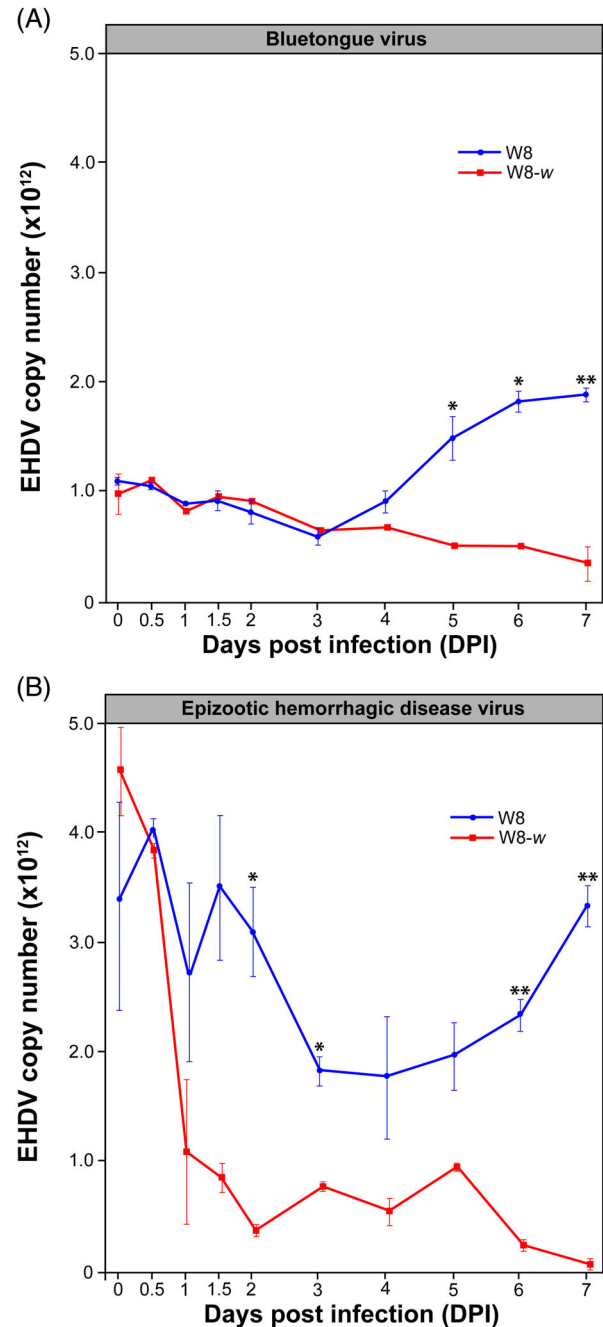 (A)
Bluetongue virus
5.0
4.0
3.0
2.0
1.0
0
EHDV copy number (x10¹²)
W8
W8-w
* * **
0 0.5 1 1.5 2 3 4 5 6 7
Days post infection (DPI)
(B)
Epizootic hemorrhagic disease virus
5.0
4.0
3.0
2.0
1.0
0
EHDV copy number (x10¹²)
W8
W8-w
* * ** **
0 0.5 1 1.5 2 3 4 5 6 7
Days post infection (DPI)